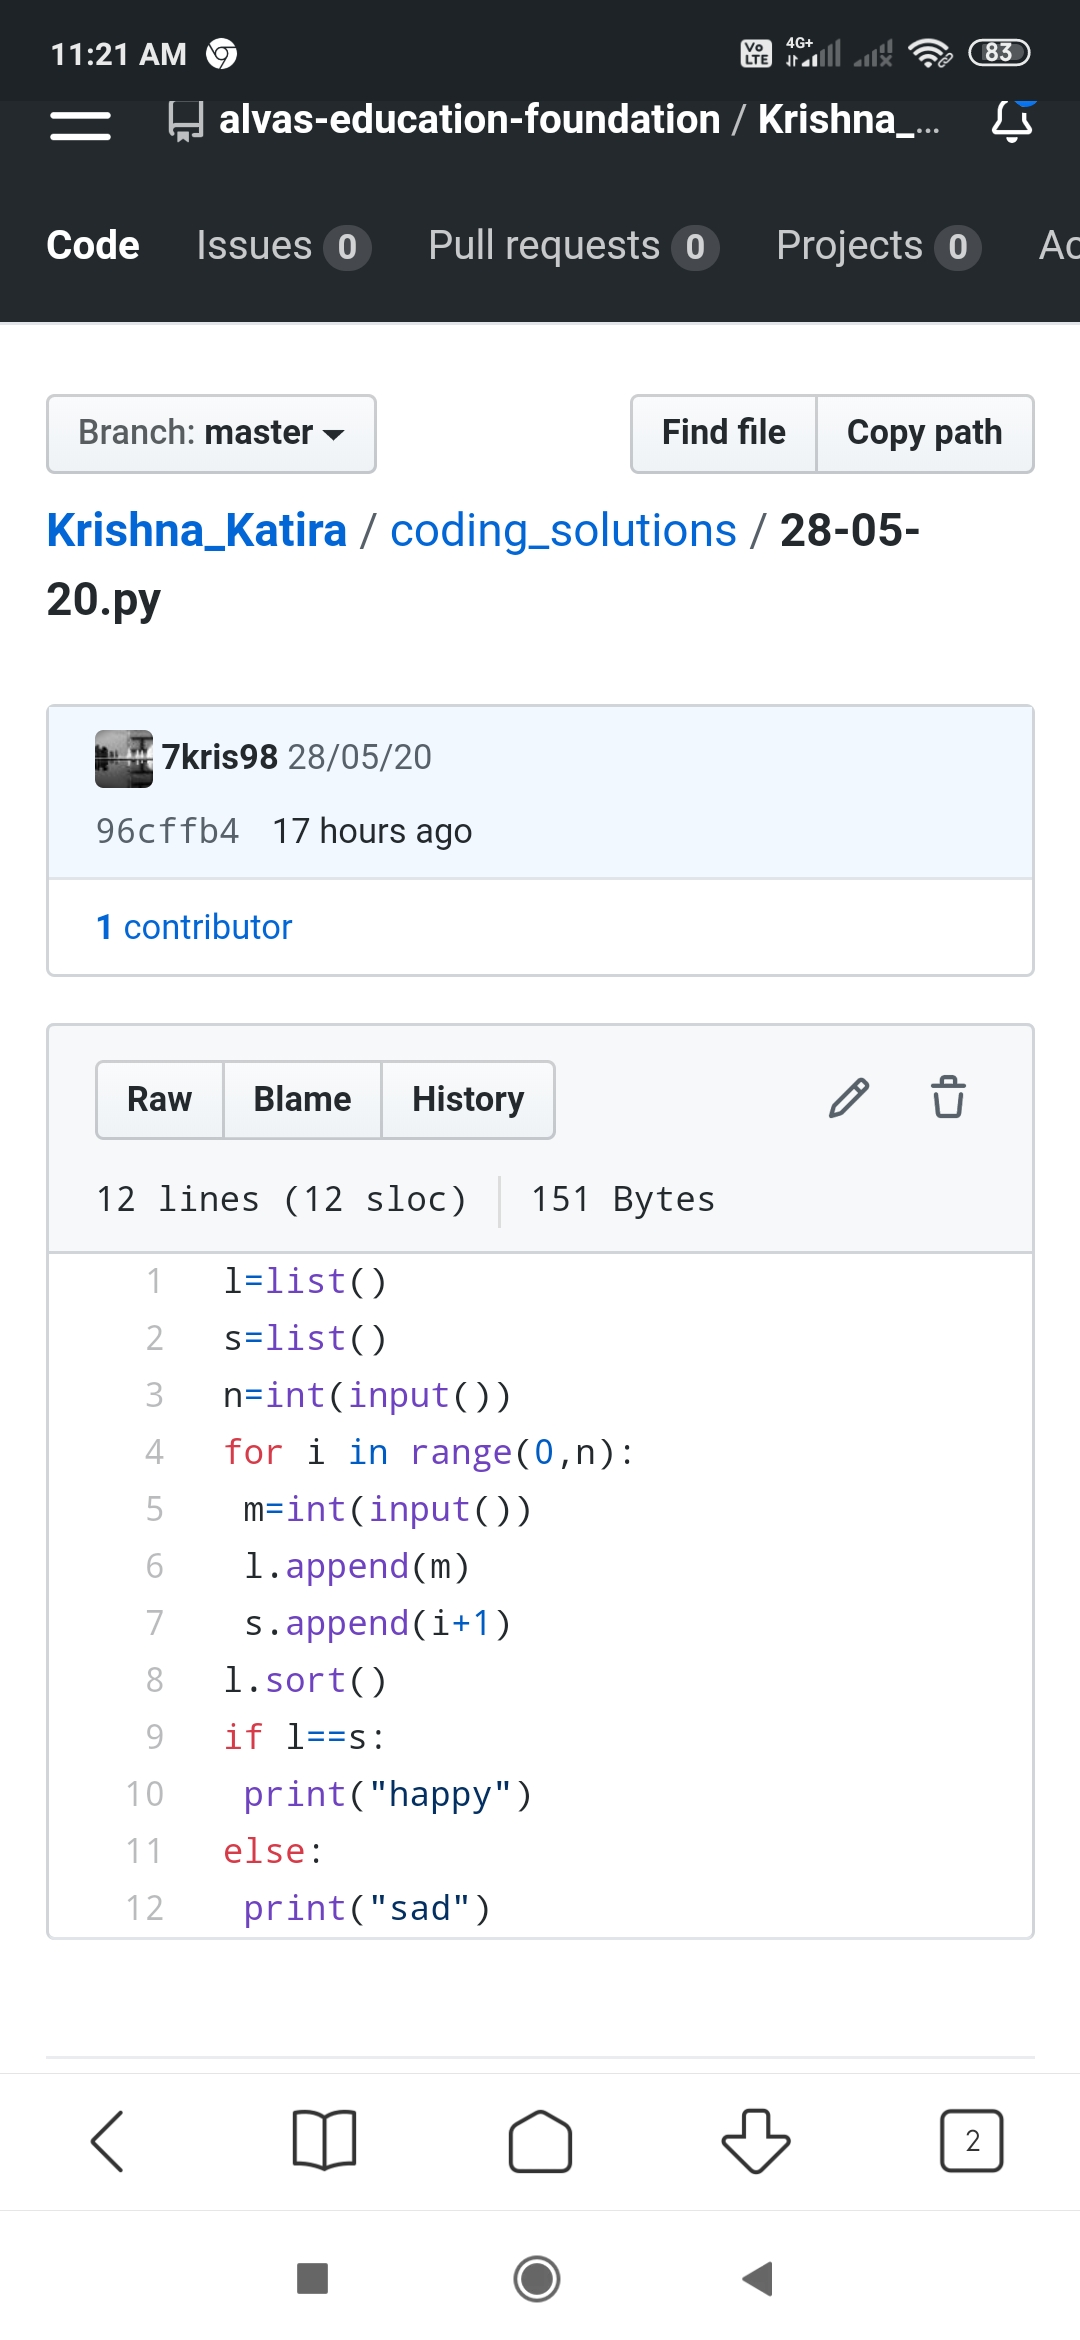 11:21 AM
Vo LTE 4G+ 83
alvas-education-foundation / Krishna_...
Code Issues 0 Pull requests 0 Projects 0 Ac
Branch: master
Find file Copy path
Krishna_Katira / coding_solutions / 28-05-
20.py
7kris98 28/05/20
96cffb4 17 hours ago
1 contributor
Raw Blame History
12 lines (12 sloc) 151 Bytes
1 l=list()
2 s=list()
3 n=int(input())
4 for i in range(0,n):
5  m=int(input())
6  l.append(m)
7  s.append(i+1)
8 l.sort()
9 if l==s:
10  print("happy")
11 else:
12  print("sad")
2